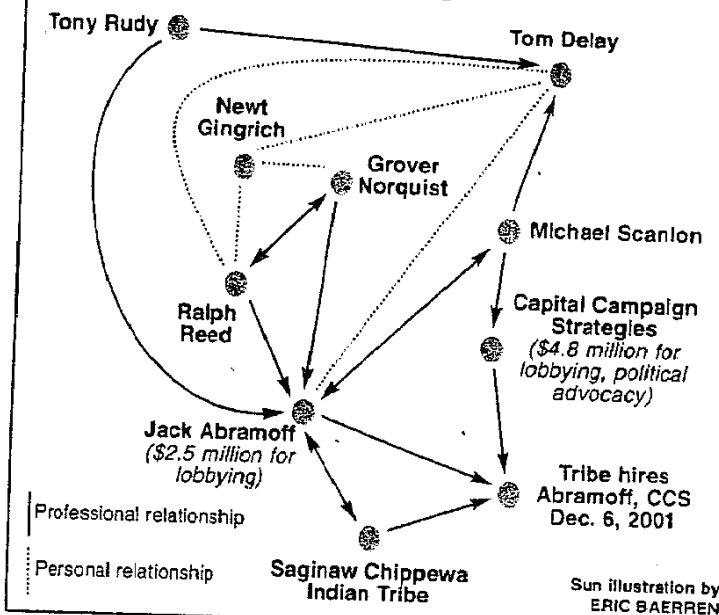 Tony Rudy
Tom Delay
Newt
Gingrich
Grover
Norquist
Michael Scanlon
Ralph
Reed
Capital Campaign
Strategies
($4.8 million for
lobbying, political
advocacy)
Jack Abramoff
($2.5 million for
lobbying)
Tribe hires
Abramoff, CCS
Dec. 6, 2001
Professional relationship
Personal relationship
Saginaw Chippewa
Indian Tribe
Sun illustration by
ERIC BAERREN